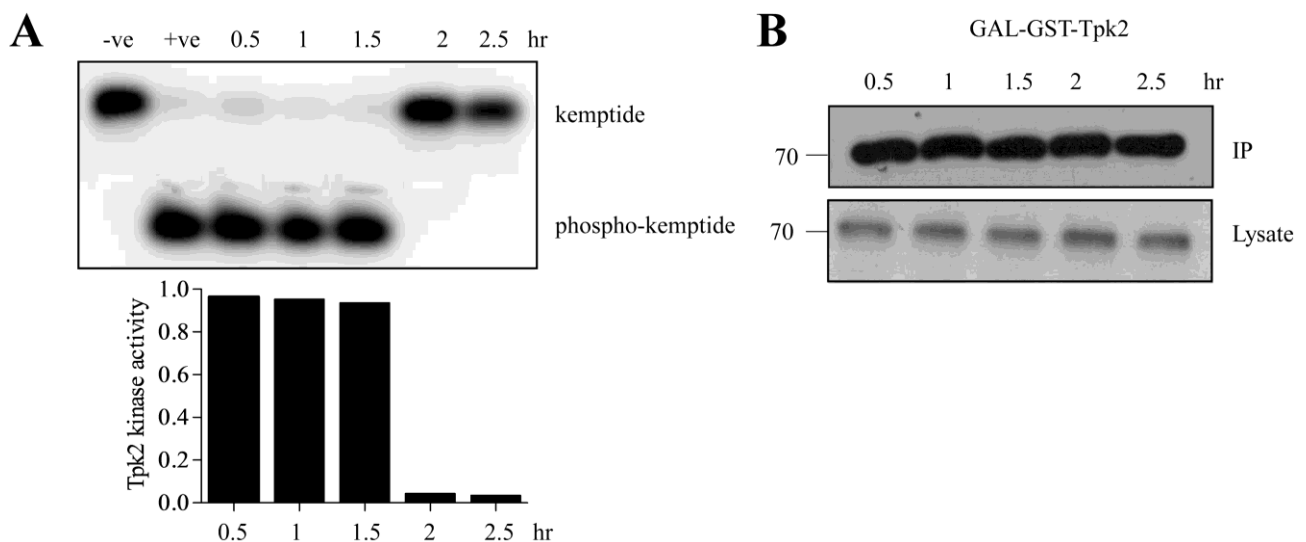 A
-ve +ve 0.5 1 1.5 2 2.5 hr
kemptide
phospho-kemptide
Tpk2 kinase activity
1.0
0.8
0.6
0.4
0.2
0.0
0.5 1 1.5 2 2.5 hr
B
GAL-GST-Tpk2
0.5 1 1.5 2 2.5 hr
70
IP
70
Lysate